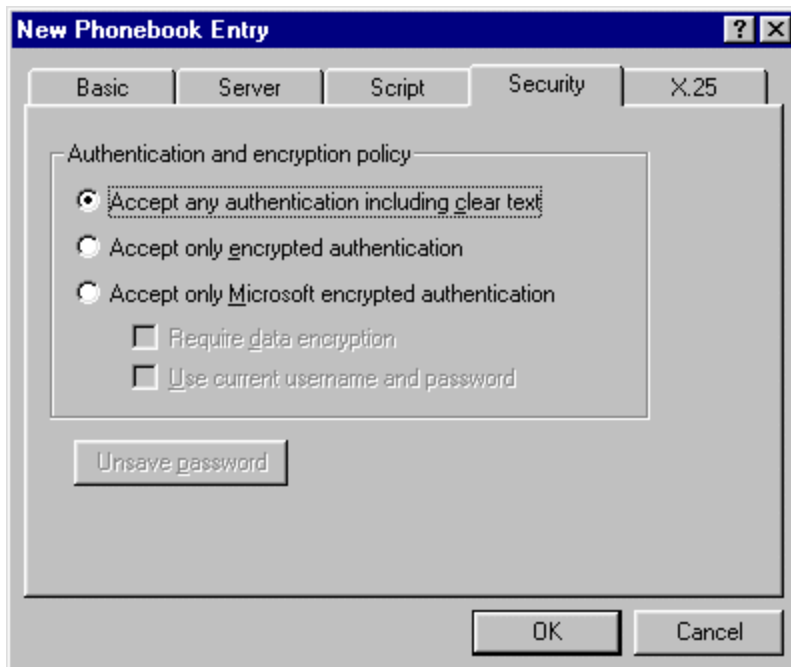 New Phonebook Entry
Basic Server Script Security X.25
Authentication and encryption policy
Accept any authentication including clear text
Accept only encrypted authentication
Accept only Microsoft encrypted authentication
Require data encryption
Use current username and password
Unsave password
OK Cancel